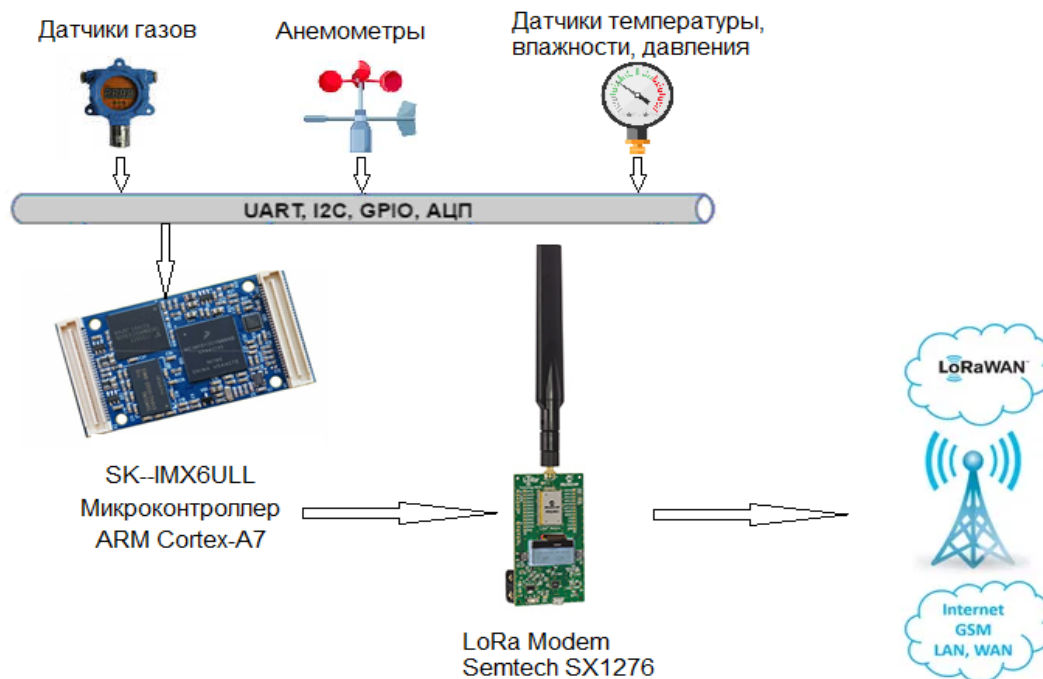 Датчики газов
Анемометры
Датчики температуры,
влажности, давления
UART, I2C, GPIO, АЦП
SK--IMX6ULL
Микроконтроллер
ARM Cortex-A7
LoRa Modem
Semtech SX1276
LoRaWAN
Internet
GSM
LAN, WAN